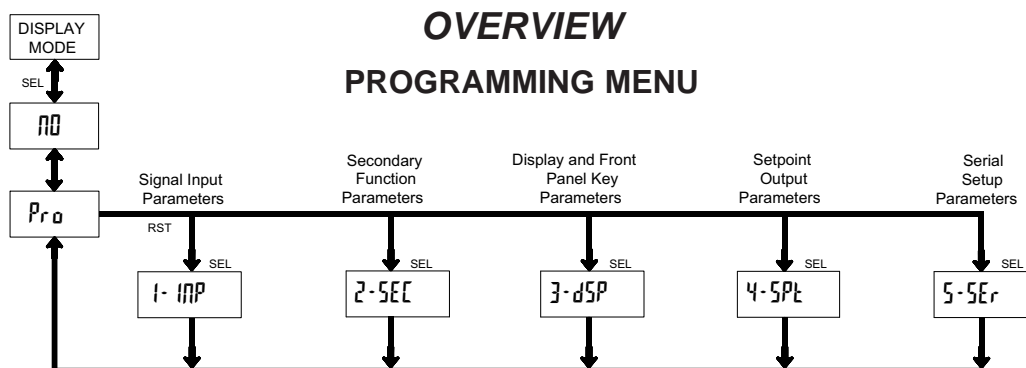 OVERVIEW
PROGRAMMING MENU
DISPLAY
MODE
SEL
NO
Pro
Signal Input
Parameters
Secondary
Function
Parameters
Display and Front
Panel Key
Parameters
Setpoint
Output
Parameters
Serial
Setup
Parameters
RST
SEL
SEL
SEL
SEL
SEL
1-INP
2-SEC
3-dSP
4-SPt
5-SEr